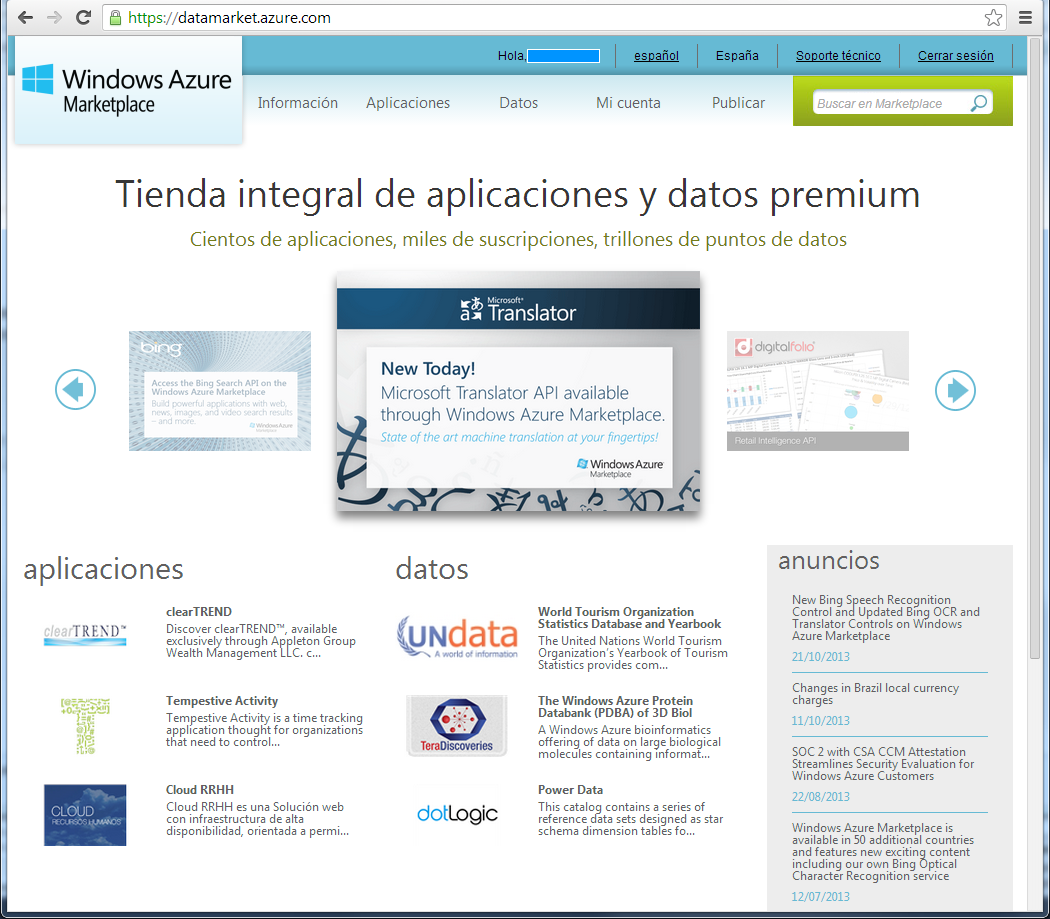 https://datamarket.azure.com
Hola,
español
España
Soporte técnico
Cerrar sesión
Windows Azure
Marketplace
Información
Aplicaciones
Datos
Mi cuenta
Publicar
Buscar en Marketplace
Tienda integral de aplicaciones y datos premium
Cientos de aplicaciones, miles de suscripciones, trillones de puntos de datos
bing
Access the Bing Search API on the
Windows Azure Marketplace
Build powerful applications with web,
news, images, and video search results
– and more.
WindowsAzure
Marketplace
Microsoft®
Translator
New Today!
Microsoft Translator API available
through Windows Azure Marketplace.
State of the art machine translation at your fingertips!
Windows Azure
Marketplace
digitalfolio
Retail Intelligence API
aplicaciones
clearTREND™
clearTREND
Discover clearTREND™, available
exclusively through Appleton Group
Wealth Management LLC. c...
Tempestive Activity
Tempestive Activity is a time tracking
application thought for organizations
that need to control...
CLOUD
RECURSOS HUMANOS
Cloud RRHH
Cloud RRHH es una Solución web
con infraestructura de alta
disponibilidad, orientada a permi...
datos
UNdata
A world of information
World Tourism Organization
Statistics Database and Yearbook
The United Nations World Tourism
Organization's Yearbook of Tourism
Statistics provides com...
TeraDiscoveries
The Windows Azure Protein
Databank (PDBA) of 3D Biol
A Windows Azure bioinformatics
offering of data on large biological
molecules containing informat...
dotLogic
Power Data
This catalog contains a series of
reference data sets designed as star
schema dimension tables fo...
anuncios
New Bing Speech Recognition
Control and Updated Bing OCR and
Translator Controls on Windows
Azure Marketplace
21/10/2013
Changes in Brazil local currency
charges
11/10/2013
SOC 2 with CSA CCM Attestation
Streamlines Security Evaluation for
Windows Azure Customers
22/08/2013
Windows Azure Marketplace is
available in 50 additional countries
and features new exciting content
including our own Bing Optical
Character Recognition service
12/07/2013